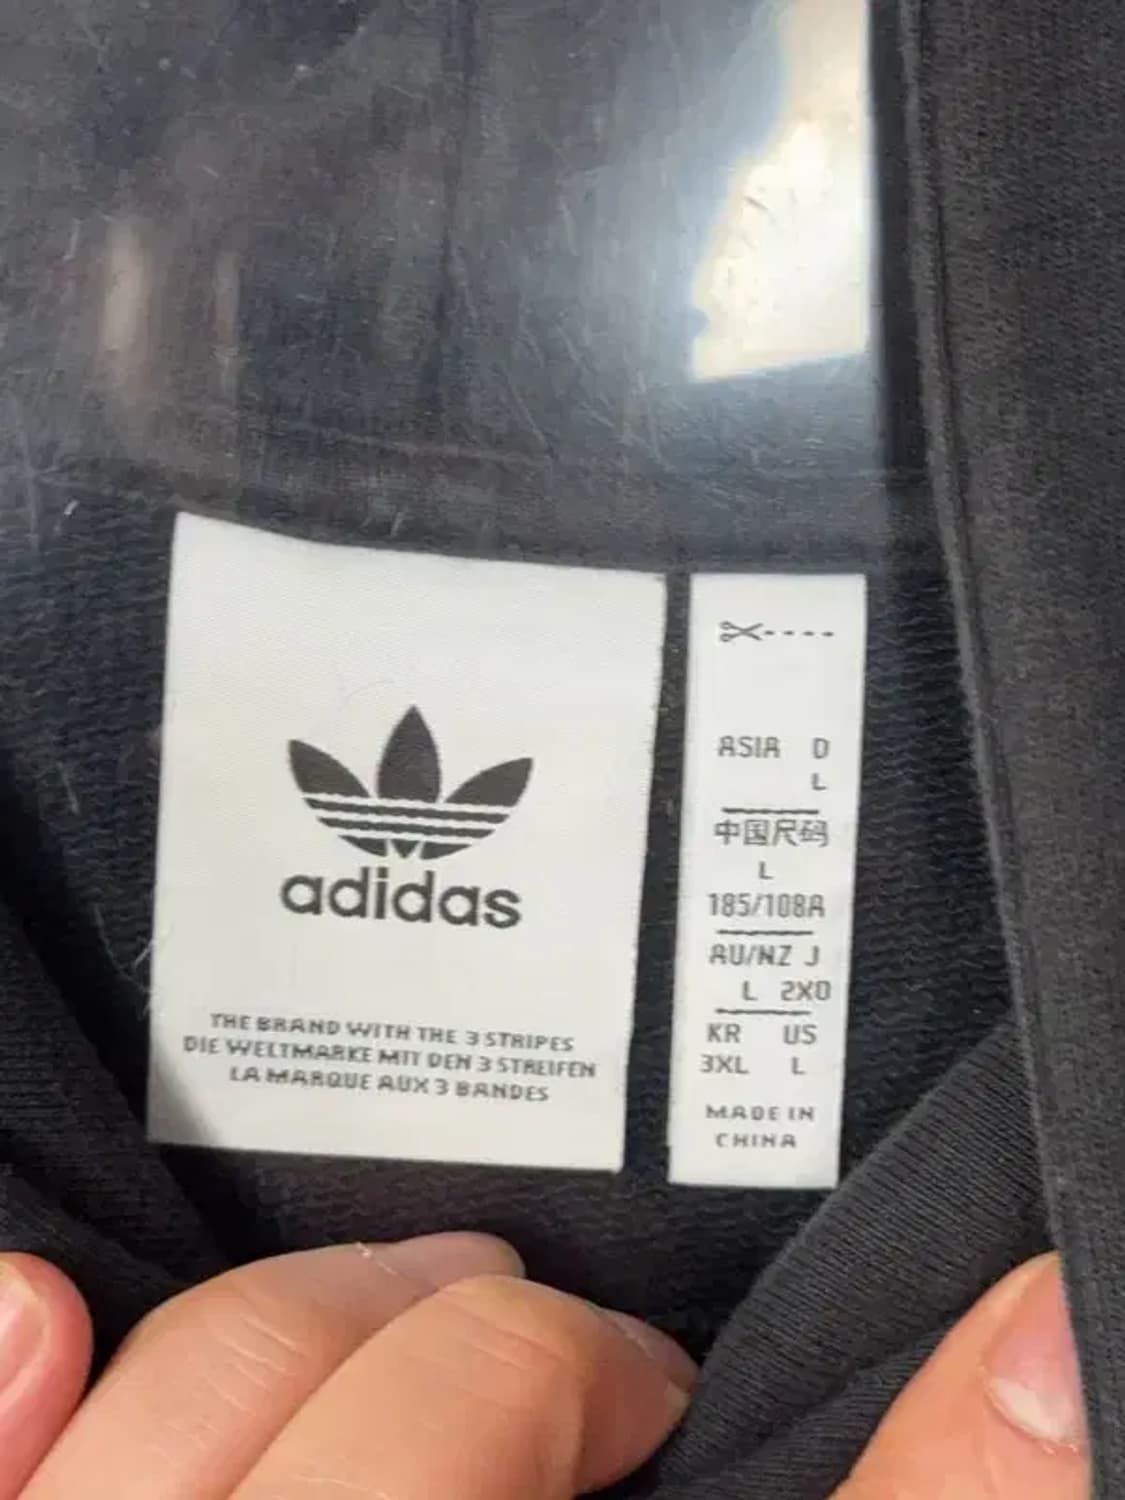 adidas
THE BRAND WITH THE 3 STRIPES
DIE WELTMARKE MIT DEN 3 STREIFEN
LA MARQUE AUX 3 BANDES
ASIA D
L
中国尺码
L
185/108A
AU/NZ J
L 2XO
KR US
3XL L
MADE IN
CHINA